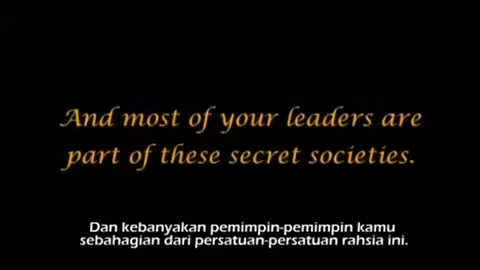 And most of your leaders are
part of these secret societies.
Dan kebanyakan pemimpin-pemimpin kamu
sebahagian dari persatuan-persatuan rahsia ini.